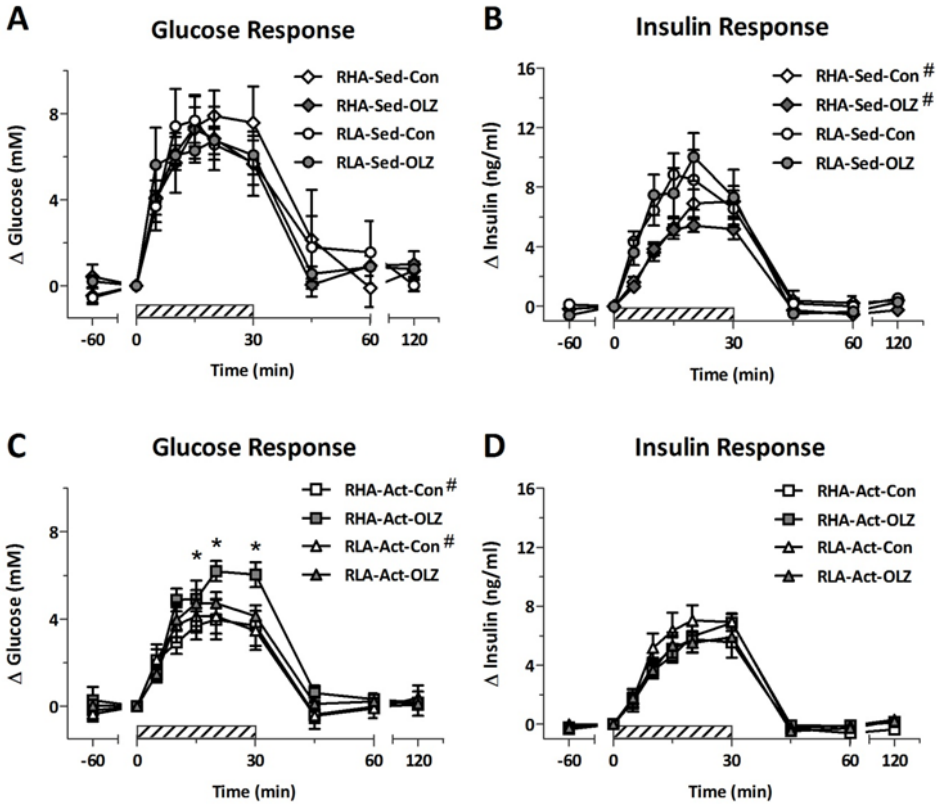 A
Glucose Response
RHA-Sed-Con
RHA-Sed-OLZ
RLA-Sed-Con
RLA-Sed-OLZ
Δ Glucose (mM)
8
4
0
-60 0 30 60 120
Time (min)
B
Insulin Response
RHA-Sed-Con #
RHA-Sed-OLZ #
RLA-Sed-Con
RLA-Sed-OLZ
Δ Insulin (ng/ml)
16
12
8
4
0
-60 0 30 60 120
Time (min)
C
Glucose Response
RHA-Act-Con #
RHA-Act-OLZ
RLA-Act-Con #
RLA-Act-OLZ
* * *
Δ Glucose (mM)
8
4
0
-60 0 30 60 120
Time (min)
D
Insulin Response
RHA-Act-Con
RHA-Act-OLZ
RLA-Act-Con
RLA-Act-OLZ
Δ Insulin (ng/ml)
16
12
8
4
0
-60 0 30 60 120
Time (min)